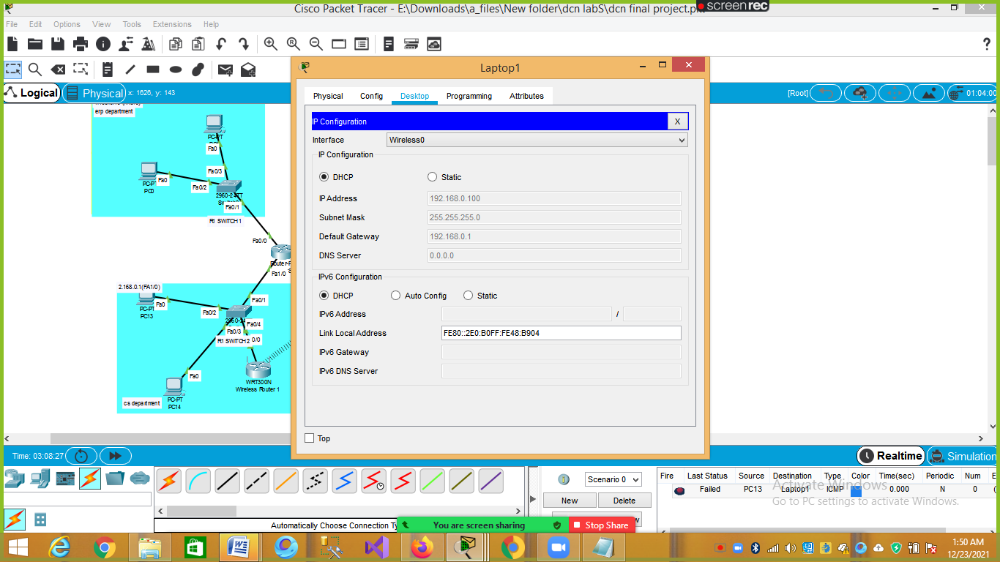 Cisco Packet Tracer - E:\Downloads\a_files\New folder\dcn labS\dcn final project.pkt
screenrec
File Edit Options View Tools Extensions Help
?
Logical
Physical
x: 1626, y: 143
[Root]
01:04:00
erp department
PC-PT
Fa0
Fa0/3
PC-PT
PC0
Fa0
Fa0/2
2960-24TT
Fa0/1
R1 SWITCH1
Fa0/0
Fa1/0
2.168.0.1(FA1/0)
Fa0/1
PC-PT
PC13
Fa0
Fa0/2
Fa0/4
Fa0/3
R1 SWITCH2
0/0
Fa0
WRT300N
Wireless Router1
PC-PT
PC14
cs department
Laptop1
Physical Config Desktop Programming Attributes
IP Configuration X
Interface Wireless0
IP Configuration
DHCP Static
IP Address 192.168.0.100
Subnet Mask 255.255.255.0
Default Gateway 192.168.0.1
DNS Server 0.0.0.0
IPv6 Configuration
DHCP Auto Config Static
IPv6 Address /
Link Local Address FE80::2E0:B0FF:FE48:B904
IPv6 Gateway
IPv6 DNS Server
Top
Time: 03:08:27
Realtime
Simulation
Scenario 0
New Delete
Fire Last Status Source Destination Type Color Time(sec) Periodic Num E
Failed PC13 Laptop1 ICMP 0.000 N 0 (
Activate Windows
Go to PC settings to activate Windows.
Automatically Choose Connection Ty
You are screen sharing
Stop Share
1:50 AM
12/23/2021